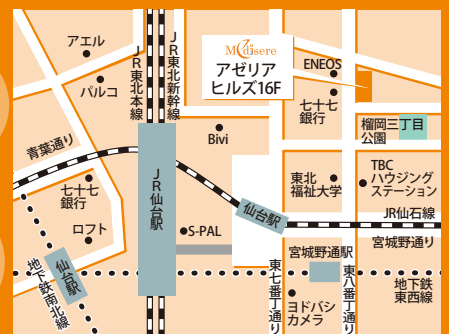 アエル
パルコ
JR東北本線
JR東北新幹線
Médisere
アゼリア
ヒルズ16F
ENEOS
七十七
銀行
榴岡三丁目
公園
青葉通り
Bivi
七十七
銀行
JR仙台駅
東北
福祉大学
TBC
ハウジング
ステーション
ロフト
S-PAL
仙台駅
JR仙石線
宮城野通り
仙台駅
地下鉄南北線
宮城野通駅
東七番丁通り
東八番丁通り
ヨドバシ
カメラ
地下鉄
東西線